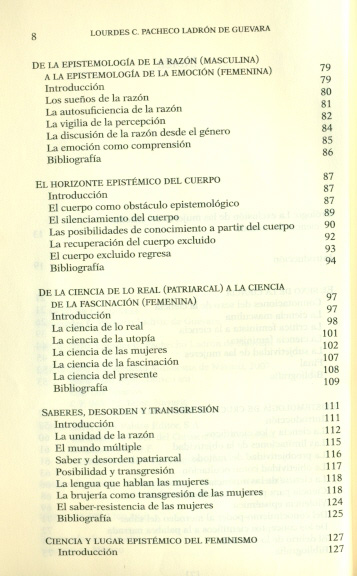 8
LOURDES C. PACHECO LADRÓN DE GUEVARA
DE LA EPISTEMOLOGÍA DE LA RAZÓN (MASCULINA)
A LA EPISTEMOLOGÍA DE LA EMOCIÓN (FEMENINA) 79
Introducción 79
Los sueños de la razón 80
La autosuficiencia de la razón 81
La vigilia de la percepción 82
La discusión de la razón desde el género 84
La emoción como comprensión 85
Bibliografía 86
EL HORIZONTE EPISTÉMICO DEL CUERPO 87
Introducción 87
El cuerpo como obstáculo epistemológico 87
El silenciamiento del cuerpo 89
Las posibilidades de conocimiento a partir del cuerpo 90
La recuperación del cuerpo excluido 92
El cuerpo excluido regresa 93
Bibliografía 94
DE LA CIENCIA DE LO REAL (PATRIARCAL) A LA CIENCIA
DE LA FASCINACIÓN (FEMENINA) 97
Introducción 97
La ciencia de lo real 98
La ciencia de la utopía 101
La ciencia de las mujeres 102
La ciencia de la fascinación 107
La ciencia del presente 108
Bibliografía 109
SABERES, DESORDEN Y TRANSGRESIÓN 111
Introducción 111
La unidad de la razón 112
El mundo múltiple 115
Saber y desorden patriarcal 116
Posibilidad y transgresión 117
La lengua que hablan las mujeres 118
La brujería como transgresión de las mujeres 118
El saber-resistencia de las mujeres 124
Bibliografía 125
CIENCIA Y LUGAR EPISTÉMICO DEL FEMINISMO 127
Introducción 127